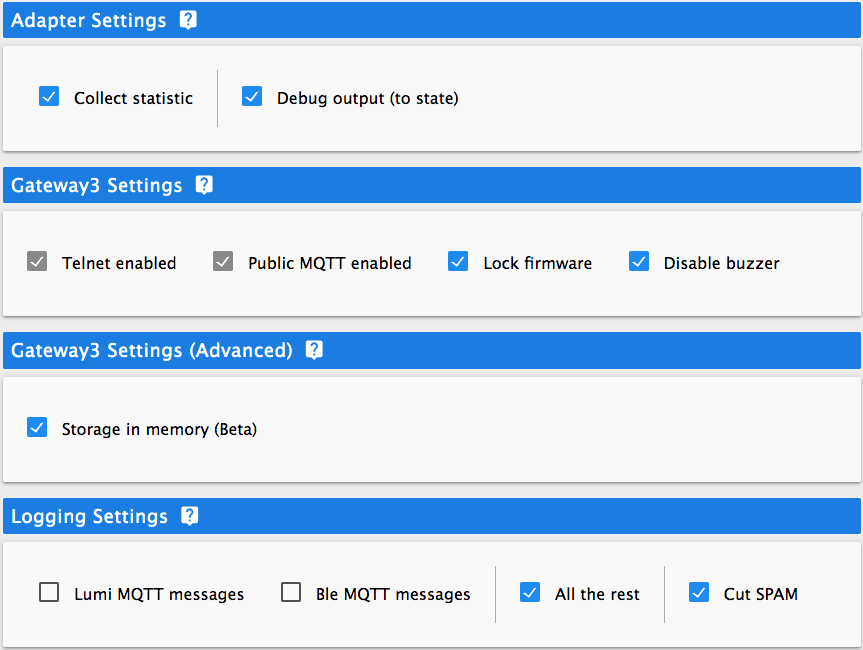 Adapter Settings ?
Collect statistic Debug output (to state)
Gateway3 Settings ?
Telnet enabled Public MQTT enabled Lock firmware Disable buzzer
Gateway3 Settings (Advanced) ?
Storage in memory (Beta)
Logging Settings ?
Lumi MQTT messages Ble MQTT messages All the rest Cut SPAM